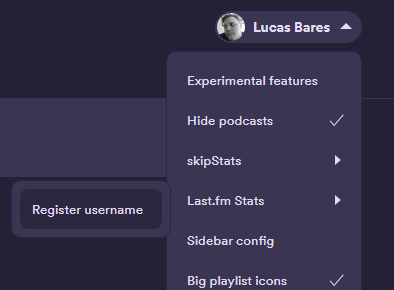 Lucas Bares
Experimental features
Hide podcasts
skipStats
Last.fm Stats
Register username
Sidebar config
Big playlist icons